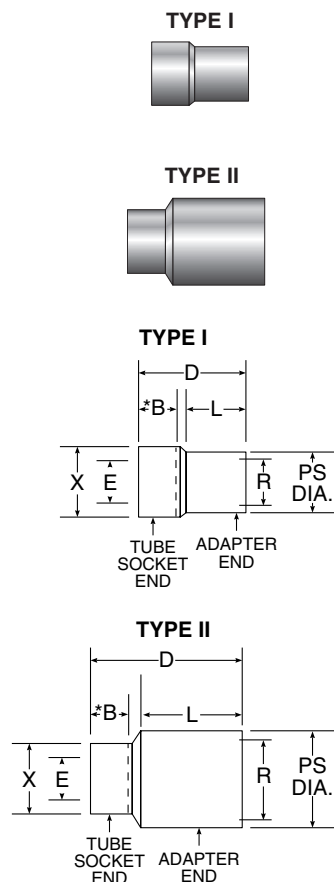 TYPE I
TYPE II
TYPE I
D
*B
L
X
E
R
PS
DIA.
TUBE
SOCKET
END
ADAPTER
END
TYPE II
D
*B
L
X
E
R
PS
DIA.
TUBE
SOCKET
END
ADAPTER
END